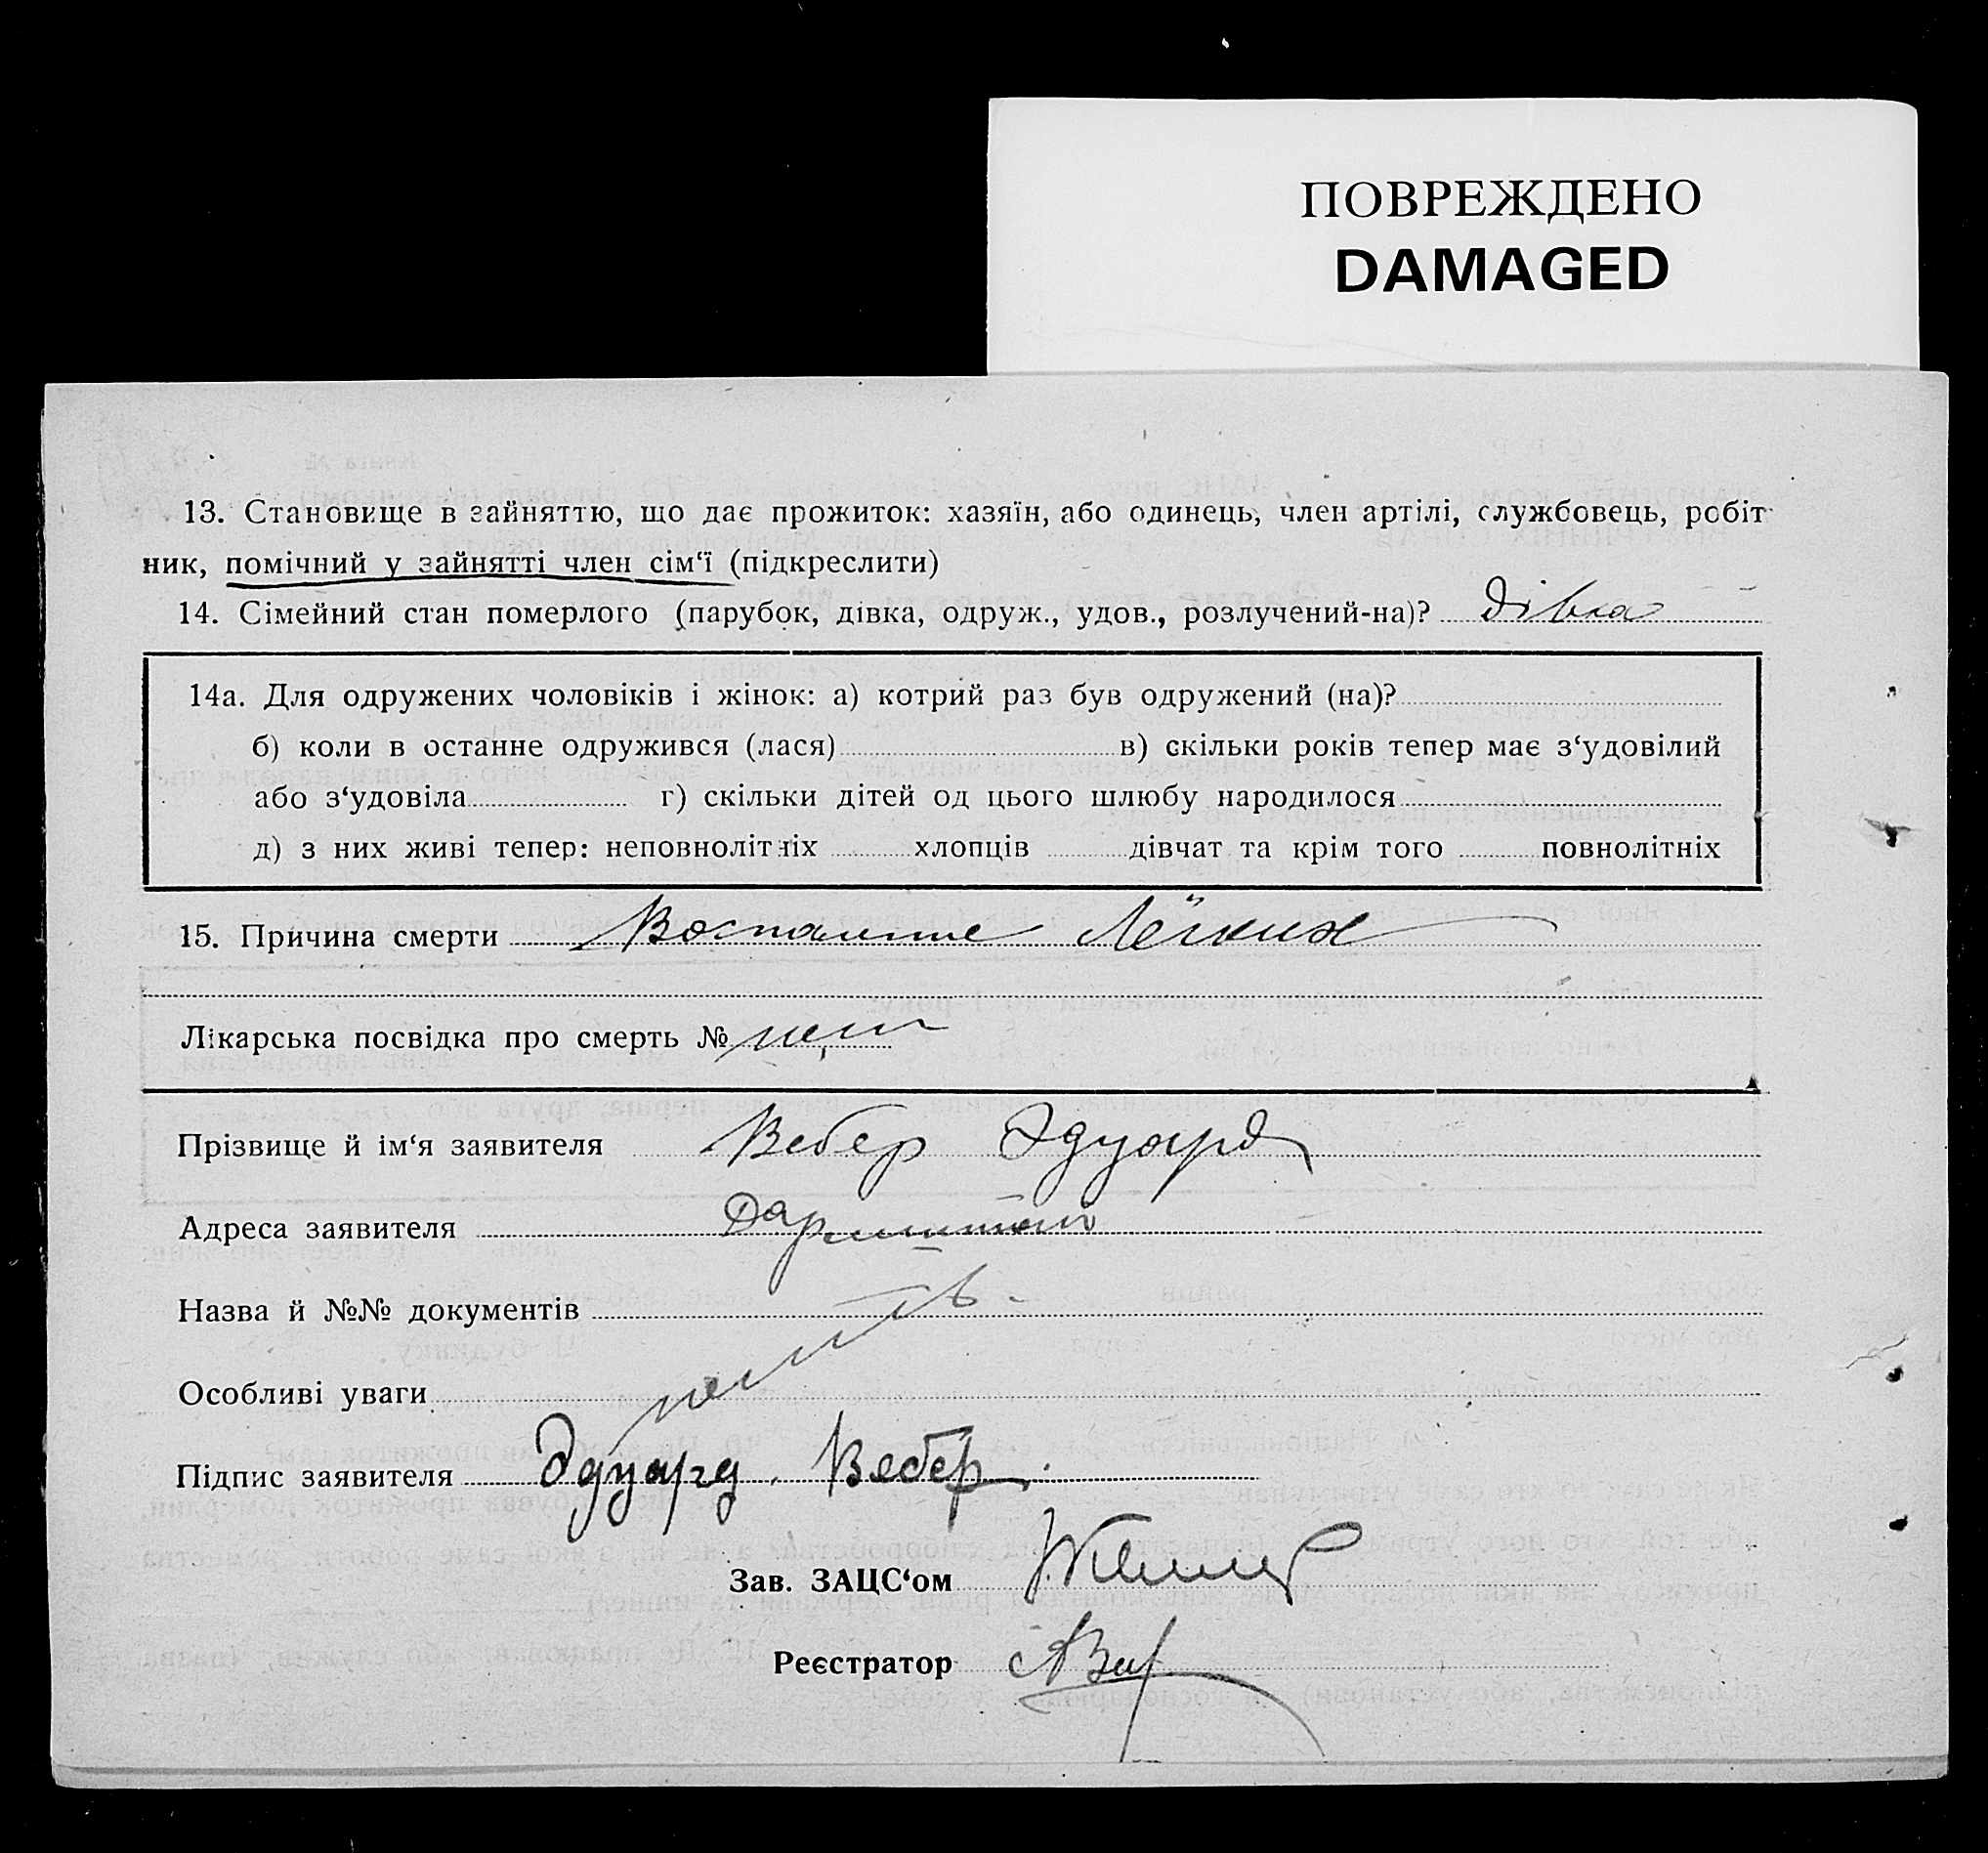 ПОВРЕЖДЕНО
DAMAGED
13. Становище в зайняттю, що дає прожиток: хазяїн, або одинець, член артілі, службовець, робіт-
ник, помічний у зайнятті член сім‘ї (підкреслити)
14. Сімейний стан померлого (парубок, дівка, одруж., удов., розлучений-на)? дівка
14а. Для одружених чоловіків і жінок: а) котрий раз був одружений (на)?
б) коли в останне одружився (лася) в) скільки років тепер має з‘удовілий
або з‘удовіла г) скільки дітей од цього шлюбу народилося
д) з них живі тепер: неповнолітніх хлопців дівчат та крім того повнолітніх
15. Причина смерти Воспаление Лёгких
Лікарська посвідка про смерть № нет
Прізвище й ім‘я заявителя Вебер Эдуард
Адреса заявителя Дармштат
Назва й №№ документів
Особливі уваги
Підпис заявителя Эдуард Вебер.
Зав. ЗАЦС‘ом
Реєстратор